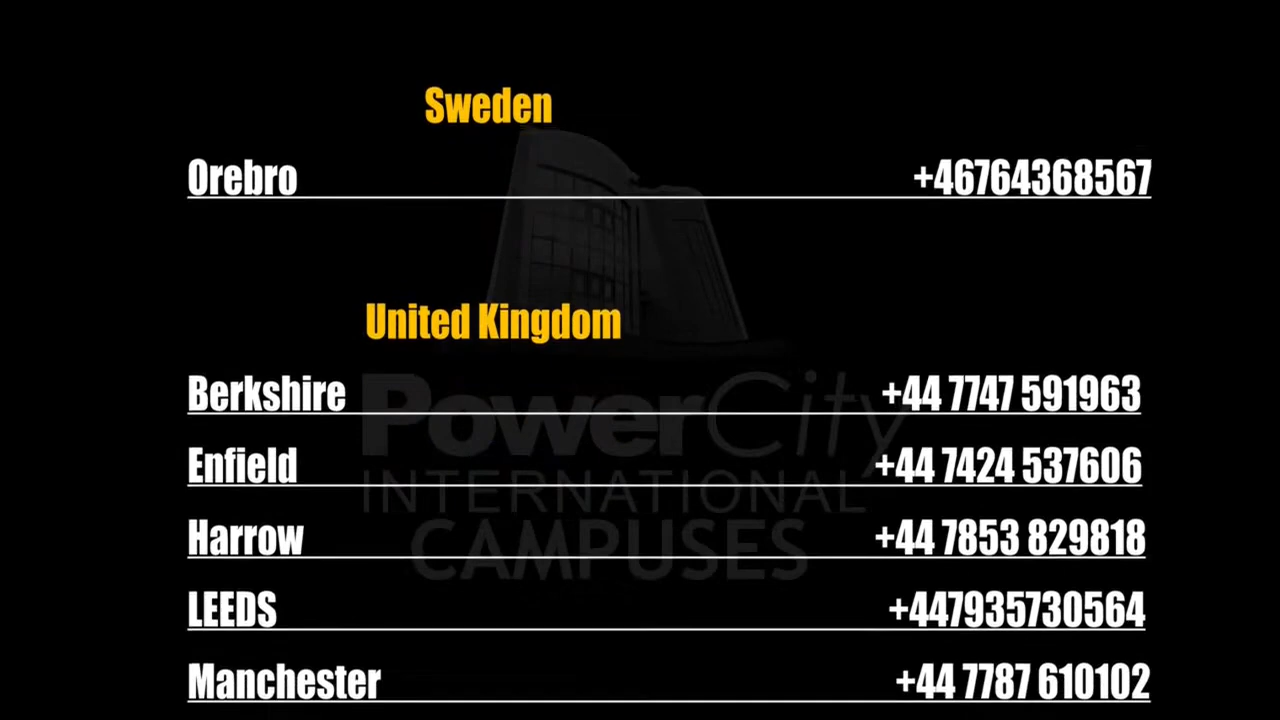 Sweden
Orebro +46764368567
United Kingdom
Berkshire +44 7747 591963
PowerCity
Enfield +44 7424 537606
INTERNATIONAL
Harrow +44 7853 829818
CAMPUSES
LEEDS +447935730564
Manchester +44 7787 610102